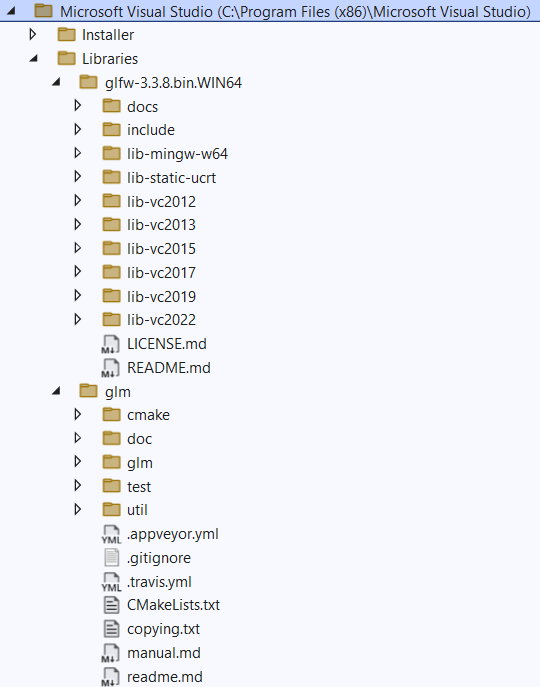 Microsoft Visual Studio (C:\Program Files (x86)\Microsoft Visual Studio)
Installer
Libraries
glfw-3.3.8.bin.WIN64
docs
include
lib-mingw-w64
lib-static-ucrt
lib-vc2012
lib-vc2013
lib-vc2015
lib-vc2017
lib-vc2019
lib-vc2022
M↓ LICENSE.md
M↓ README.md
glm
cmake
doc
glm
test
util
YML .appveyor.yml
.gitignore
YML .travis.yml
CMakeLists.txt
copying.txt
M↓ manual.md
M↓ readme.md